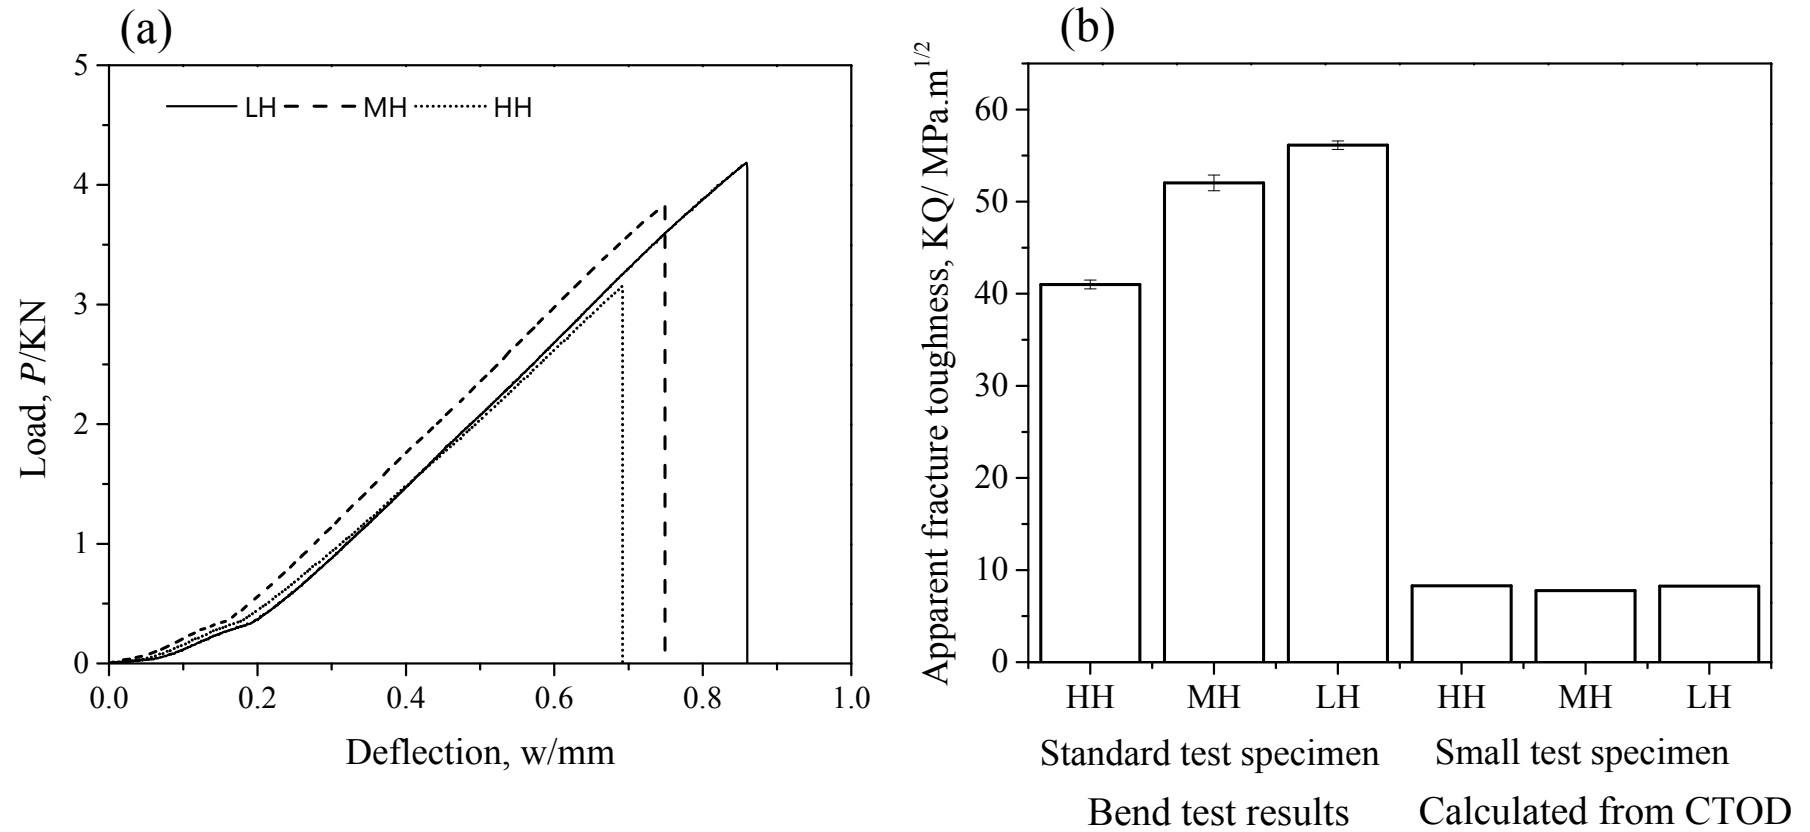 (a)
5
4
3
2
1
0
Load, P/KN
LH
MH
HH
0.0 0.2 0.4 0.6 0.8 1.0
Deflection, w/mm
(b)
60
50
40
30
20
10
0
Apparent fracture toughness, KQ/ MPa.m1/2
HH MH LH HH MH LH
Standard test specimen Small test specimen
Bend test results Calculated from CTOD